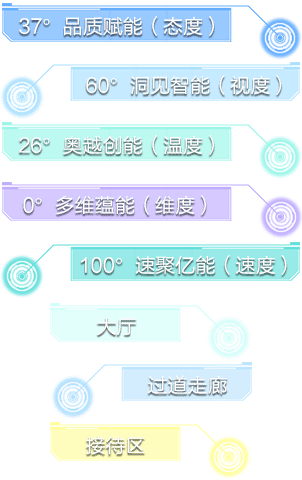 37° 品质赋能（态度）
60° 洞见智能（视度）
26° 奥越创能（温度）
0° 多维蕴能（维度）
100° 速聚亿能（速度）
大厅
过道走廊
接待区